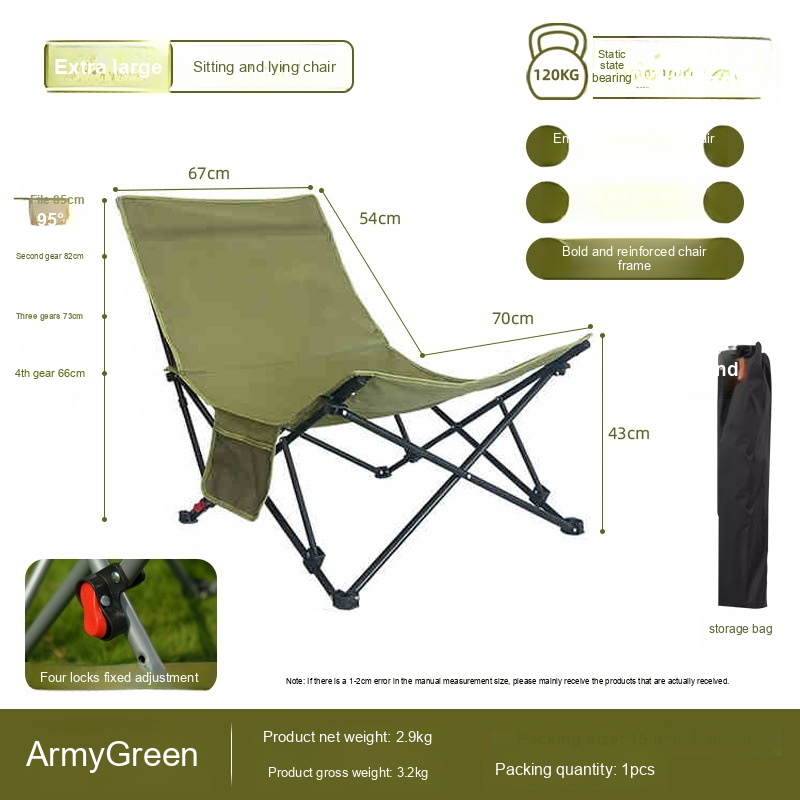 Extra large
Sitting and lying chair
120KG
Static
state
bearing
67cm
54cm
File 85cm
95°
Second gear 82cm
Three gears 73cm
4th gear 66cm
Bold and reinforced chair
frame
70cm
43cm
storage bag
Four locks fixed adjustment
Note: If there is a 1-2cm error in the manual measurement size, please mainly receive the products that are actually received.
ArmyGreen
Product net weight: 2.9kg
Product gross weight: 3.2kg
Packing quantity: 1pcs